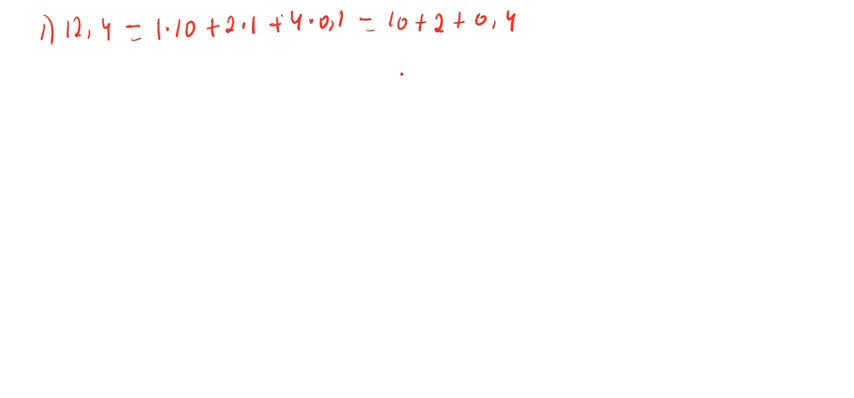 1) 12,4 = 1·10 + 2·1 + 4·0,1 = 10 + 2 + 0,4